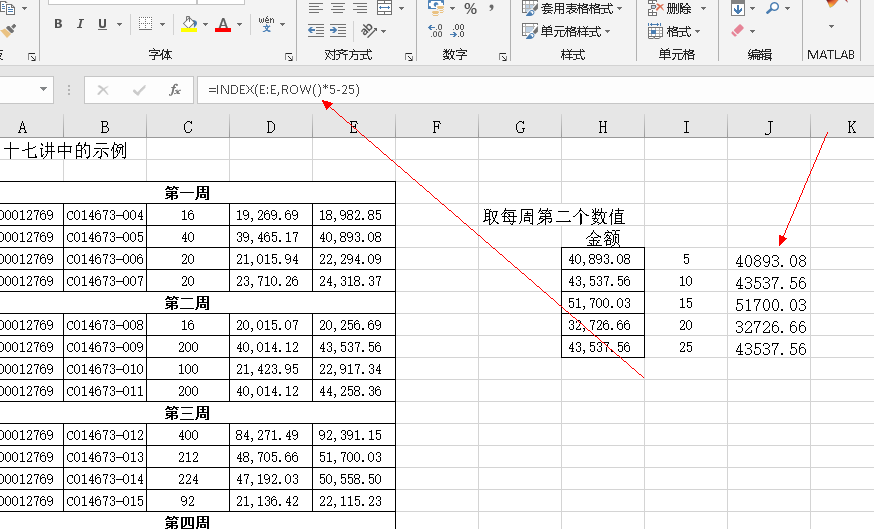 B I U A wén % ,
套用表格格式 删除
单元格样式 格式
字体 对齐方式 数字 样式 单元格 编辑 MATLAB
fx =INDEX(E:E,ROW()*5-25)
A B C D E F G H I J K
十七讲中的示例
第一周
00012769 C014673-004 16 19,269.69 18,982.85 取每周第二个数值
00012769 C014673-005 40 39,465.17 40,893.08 金额
00012769 C014673-006 20 21,015.94 22,294.09 40,893.08 5 40893.08
00012769 C014673-007 20 23,710.26 24,318.37 43,537.56 10 43537.56
第二周 51,700.03 15 51700.03
00012769 C014673-008 16 20,015.07 20,256.69 32,726.66 20 32726.66
00012769 C014673-009 200 40,014.12 43,537.56 43,537.56 25 43537.56
00012769 C014673-010 100 21,423.95 22,917.34
00012769 C014673-011 200 40,014.12 44,258.36
第三周
00012769 C014673-012 400 84,271.49 92,391.15
00012769 C014673-013 212 48,705.66 51,700.03
00012769 C014673-014 224 47,192.03 50,558.50
00012769 C014673-015 92 21,136.42 22,115.23
第四周